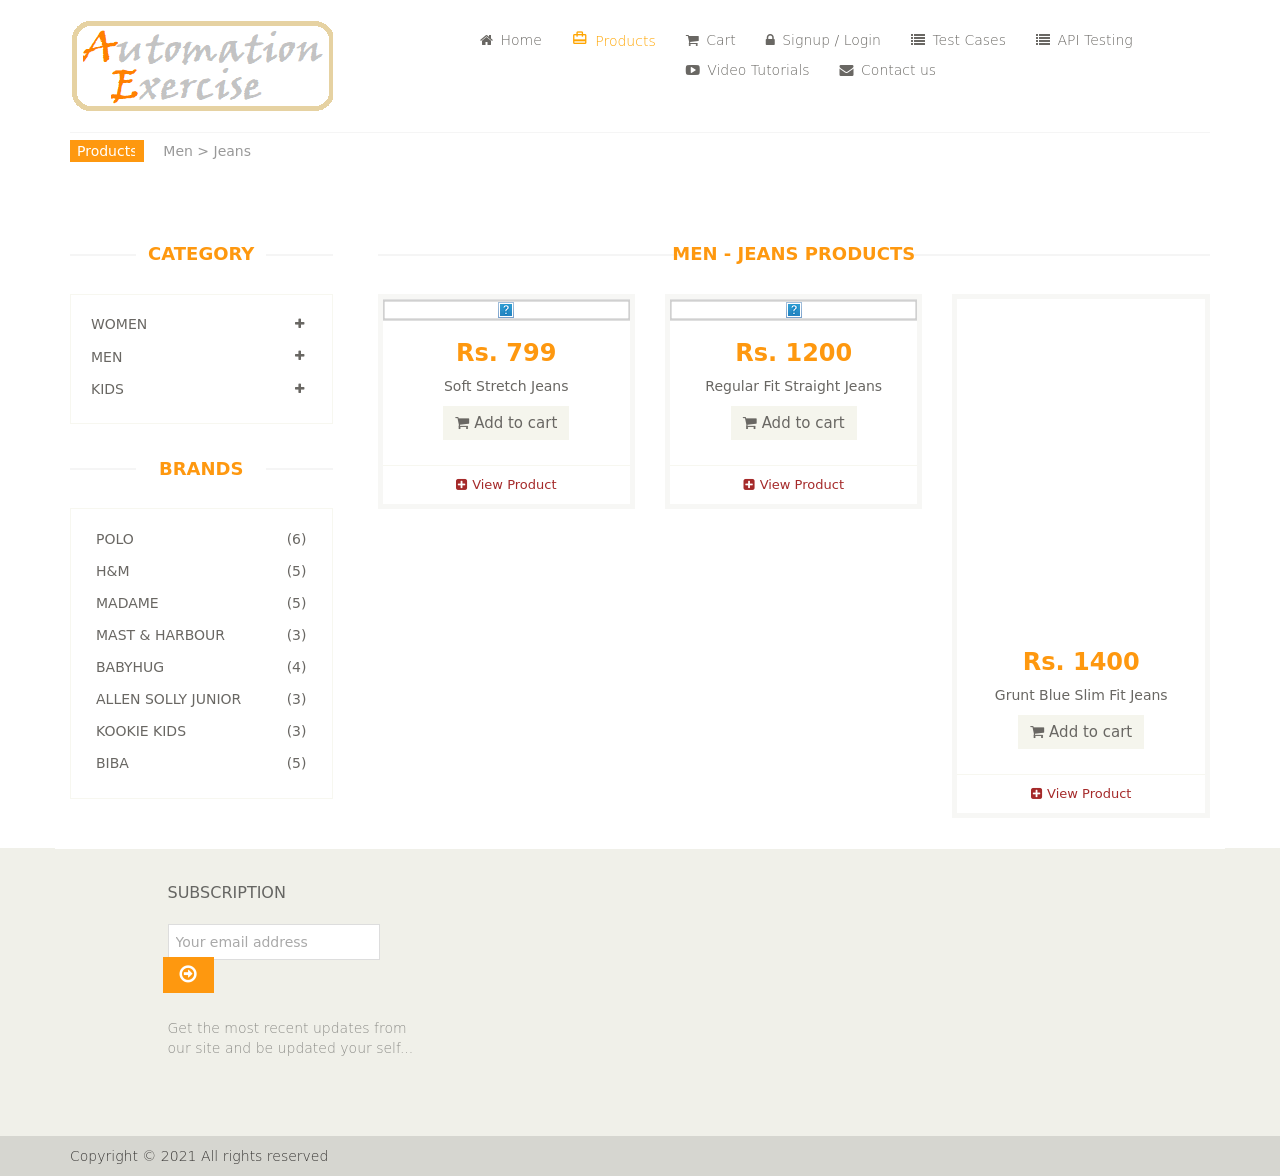 Automation
Exercise
Home
Products
Cart
Signup / Login
Test Cases
API Testing
Video Tutorials
Contact us
Products
Men > Jeans
CATEGORY
WOMEN
MEN
KIDS
BRANDS
POLO (6)
H&M (5)
MADAME (5)
MAST & HARBOUR (3)
BABYHUG (4)
ALLEN SOLLY JUNIOR (3)
KOOKIE KIDS (3)
BIBA (5)
MEN - JEANS PRODUCTS
Rs. 799
Soft Stretch Jeans
Add to cart
View Product
Rs. 1200
Regular Fit Straight Jeans
Add to cart
View Product
Rs. 1400
Grunt Blue Slim Fit Jeans
Add to cart
View Product
SUBSCRIPTION
Your email address
Get the most recent updates from
our site and be updated your self...
Copyright © 2021 All rights reserved